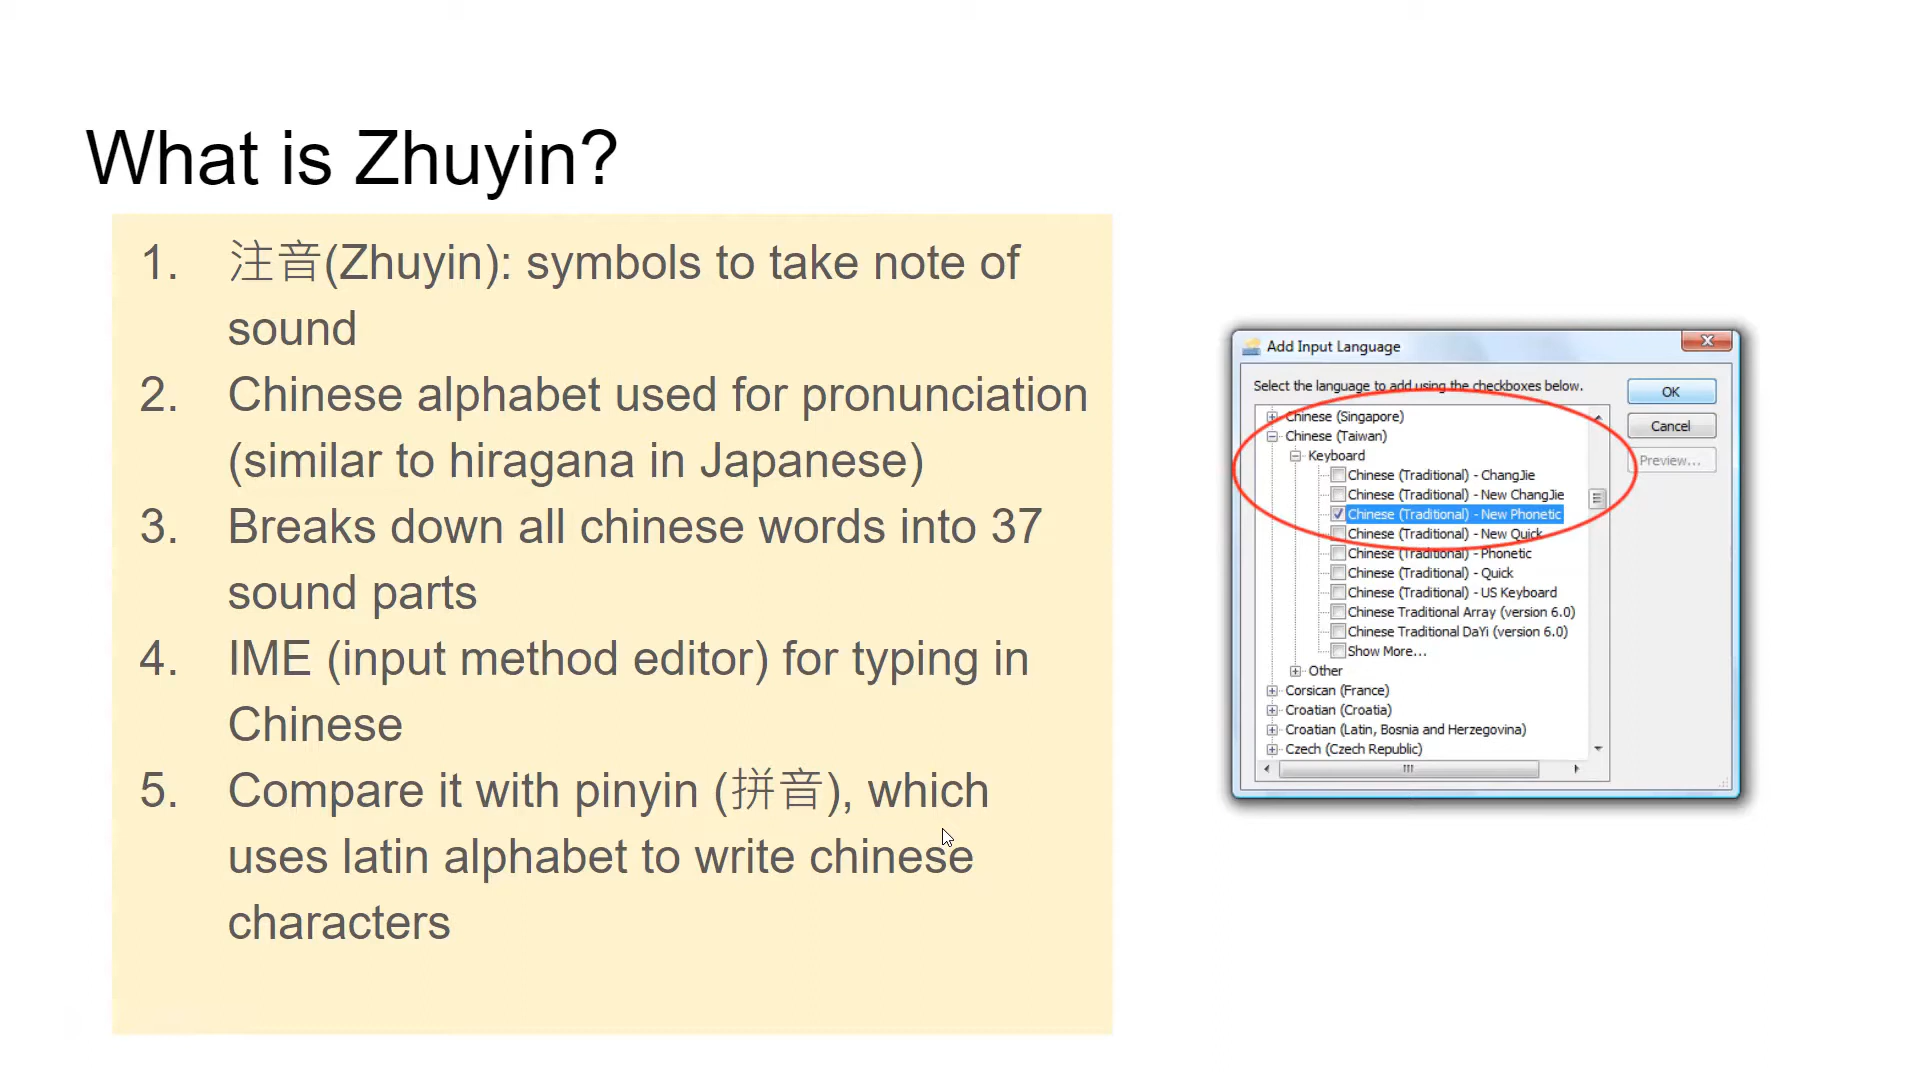 What is Zhuyin?
1. 注音(Zhuyin): symbols to take note of
sound
2. Chinese alphabet used for pronunciation
(similar to hiragana in Japanese)
3. Breaks down all chinese words into 37
sound parts
4. IME (input method editor) for typing in
Chinese
5. Compare it with pinyin (拼音), which
uses latin alphabet to write chinese
characters
Add Input Language
Select the language to add using the checkboxes below.
OK
Cancel
Preview...
Chinese (Singapore)
Chinese (Taiwan)
Keyboard
Chinese (Traditional) - ChangJie
Chinese (Traditional) - New ChangJie
Chinese (Traditional) - New Phonetic
Chinese (Traditional) - New Quick
Chinese (Traditional) - Phonetic
Chinese (Traditional) - Quick
Chinese (Traditional) - US Keyboard
Chinese Traditional Array (version 6.0)
Chinese Traditional DaYi (version 6.0)
Show More...
Other
Corsican (France)
Croatian (Croatia)
Croatian (Latin, Bosnia and Herzegovina)
Czech (Czech Republic)